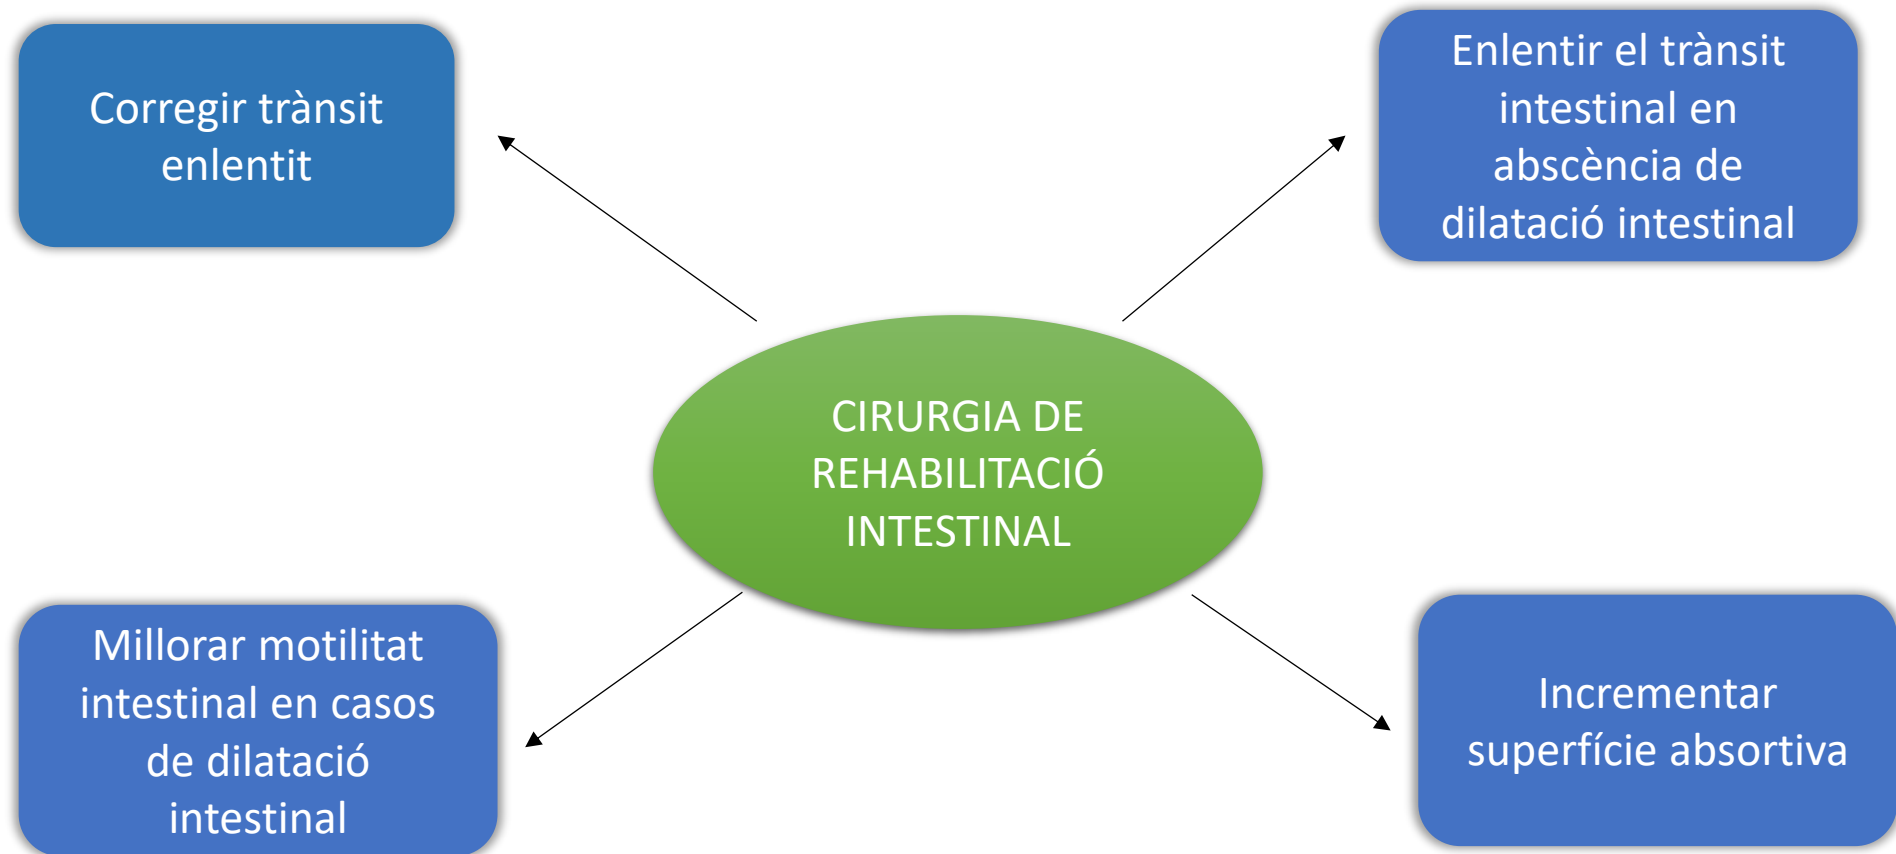 Corregir trànsit
enlentit
Enlentir el trànsit
intestinal en
abscència de
dilatació intestinal
CIRURGIA DE
REHABILITACIÓ
INTESTINAL
Millorar motilitat
intestinal en casos
de dilatació
intestinal
Incrementar
superfície absortiva